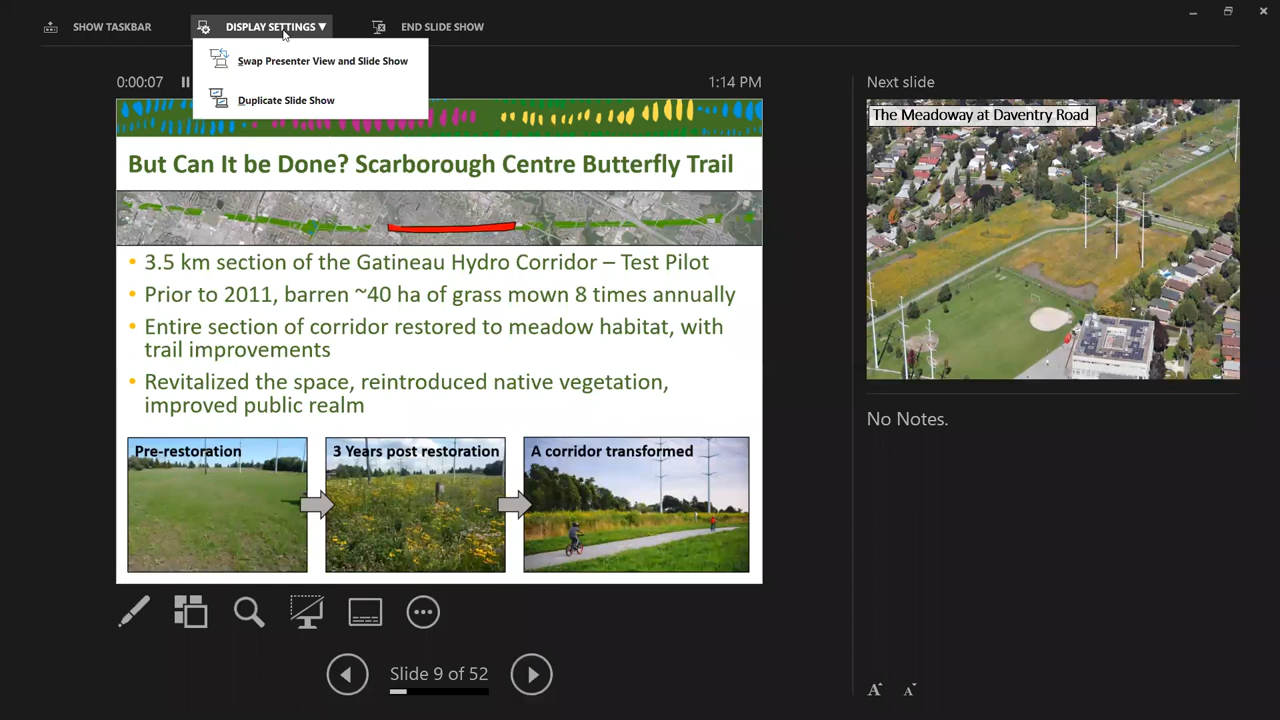 SHOW TASKBAR
DISPLAY SETTINGS ▼
END SLIDE SHOW
Swap Presenter View and Slide Show
Duplicate Slide Show
0:00:07
1:14 PM
But Can It be Done? Scarborough Centre Butterfly Trail
• 3.5 km section of the Gatineau Hydro Corridor – Test Pilot
• Prior to 2011, barren ~40 ha of grass mown 8 times annually
• Entire section of corridor restored to meadow habitat, with
trail improvements
• Revitalized the space, reintroduced native vegetation,
improved public realm
Pre-restoration
3 Years post restoration
A corridor transformed
Slide 9 of 52
Next slide
The Meadoway at Daventry Road
No Notes.
A A